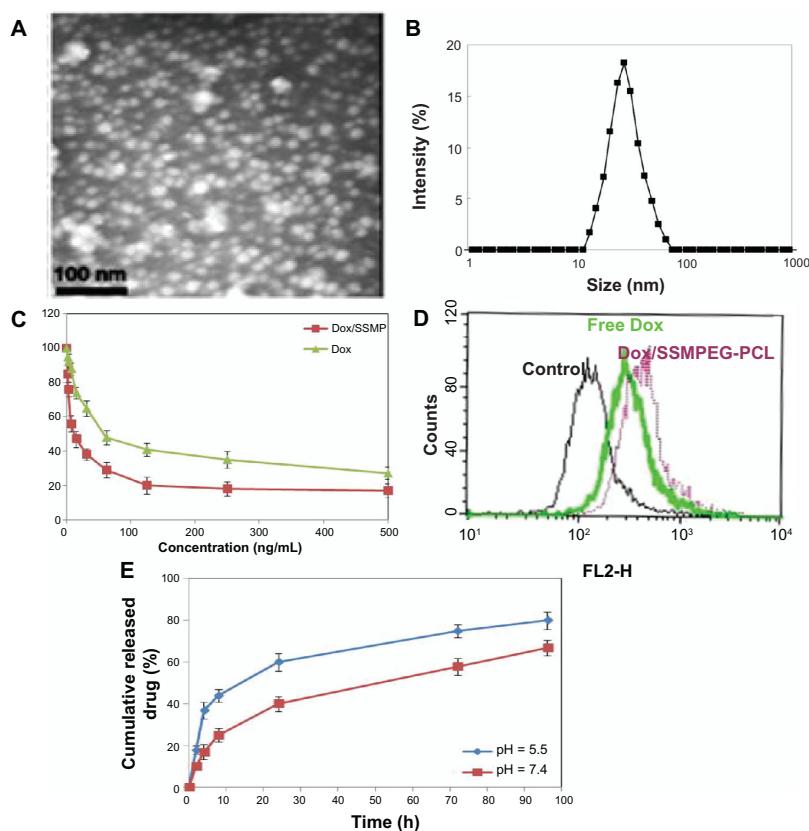 A
100 nm
B
20
15
10
5
0
Intensity (%)
1 10 100 1000
Size (nm)
C
120
100
80
60
40
20
0
Dox/SSMP
Dox
0 100 200 300 400 500
Concentration (ng/mL)
D
120
80
40
0
Counts
Free Dox
Dox/SSMPEG-PCL
Control
10¹ 10² 10³ 10⁴
FL2-H
E
100
80
60
40
20
0
Cumulative released
drug (%)
pH = 5.5
pH = 7.4
0 10 20 30 40 50 60 70 80 90 100
Time (h)